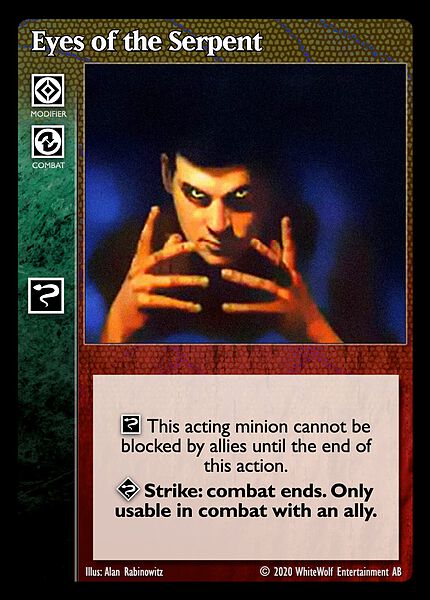 Eyes of the Serpent
MODIFIER
COMBAT
This acting minion cannot be
blocked by allies until the end of
this action.
Strike: combat ends. Only
usable in combat with an ally.
Illus: Alan Rabinowitz
© 2020 WhiteWolf Entertainment AB